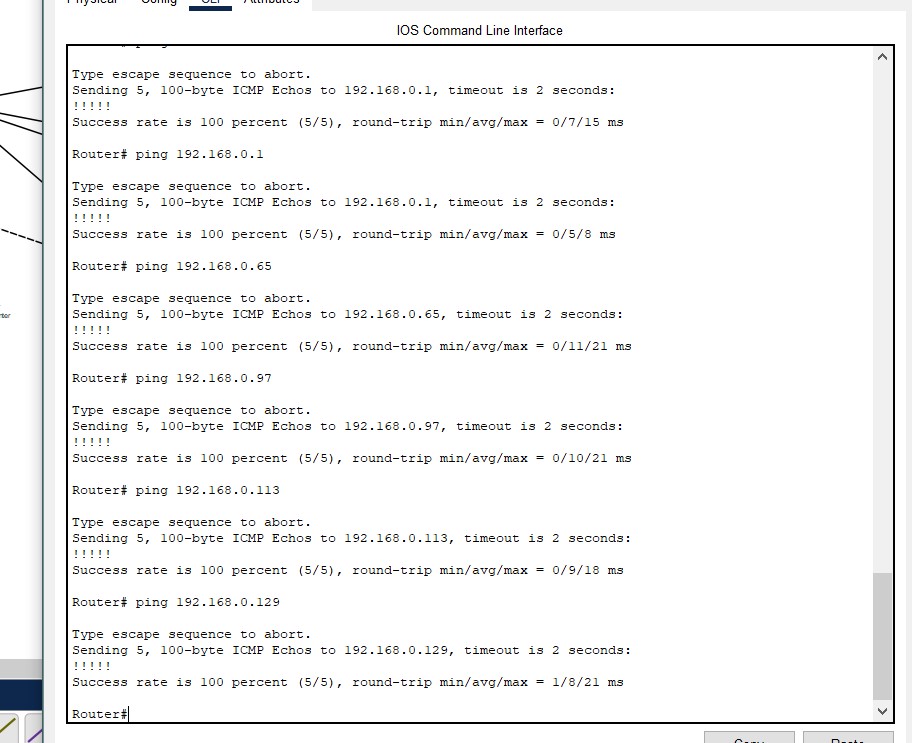 Physical Config CLI Attributes
IOS Command Line Interface
Type escape sequence to abort.
Sending 5, 100-byte ICMP Echos to 192.168.0.1, timeout is 2 seconds:
!!!!!
Success rate is 100 percent (5/5), round-trip min/avg/max = 0/7/15 ms
Router# ping 192.168.0.1
Type escape sequence to abort.
Sending 5, 100-byte ICMP Echos to 192.168.0.1, timeout is 2 seconds:
!!!!!
Success rate is 100 percent (5/5), round-trip min/avg/max = 0/5/8 ms
Router# ping 192.168.0.65
Type escape sequence to abort.
Sending 5, 100-byte ICMP Echos to 192.168.0.65, timeout is 2 seconds:
!!!!!
Success rate is 100 percent (5/5), round-trip min/avg/max = 0/11/21 ms
Router# ping 192.168.0.97
Type escape sequence to abort.
Sending 5, 100-byte ICMP Echos to 192.168.0.97, timeout is 2 seconds:
!!!!!
Success rate is 100 percent (5/5), round-trip min/avg/max = 0/10/21 ms
Router# ping 192.168.0.113
Type escape sequence to abort.
Sending 5, 100-byte ICMP Echos to 192.168.0.113, timeout is 2 seconds:
!!!!!
Success rate is 100 percent (5/5), round-trip min/avg/max = 0/9/18 ms
Router# ping 192.168.0.129
Type escape sequence to abort.
Sending 5, 100-byte ICMP Echos to 192.168.0.129, timeout is 2 seconds:
!!!!!
Success rate is 100 percent (5/5), round-trip min/avg/max = 1/8/21 ms
Router#
Copy Paste